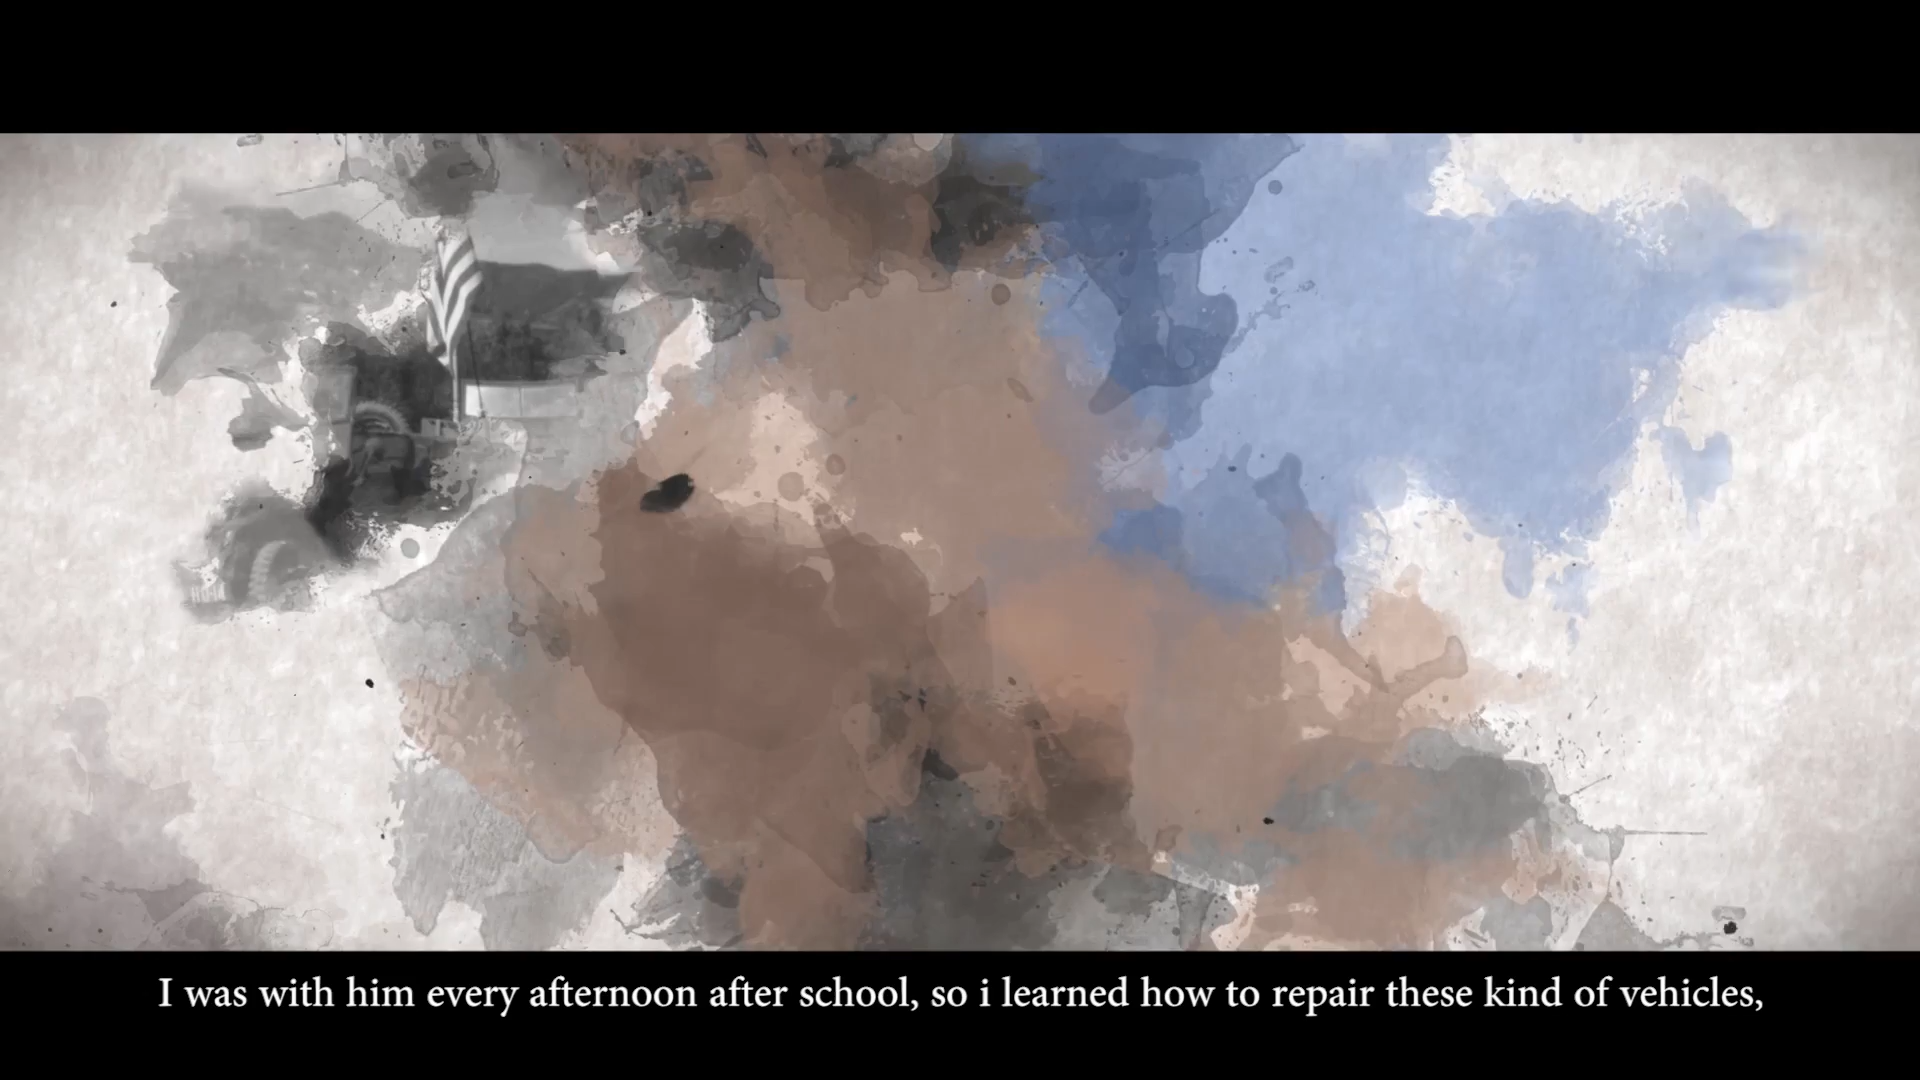 I was with him every afternoon after school, so i learned how to repair these kind of vehicles,